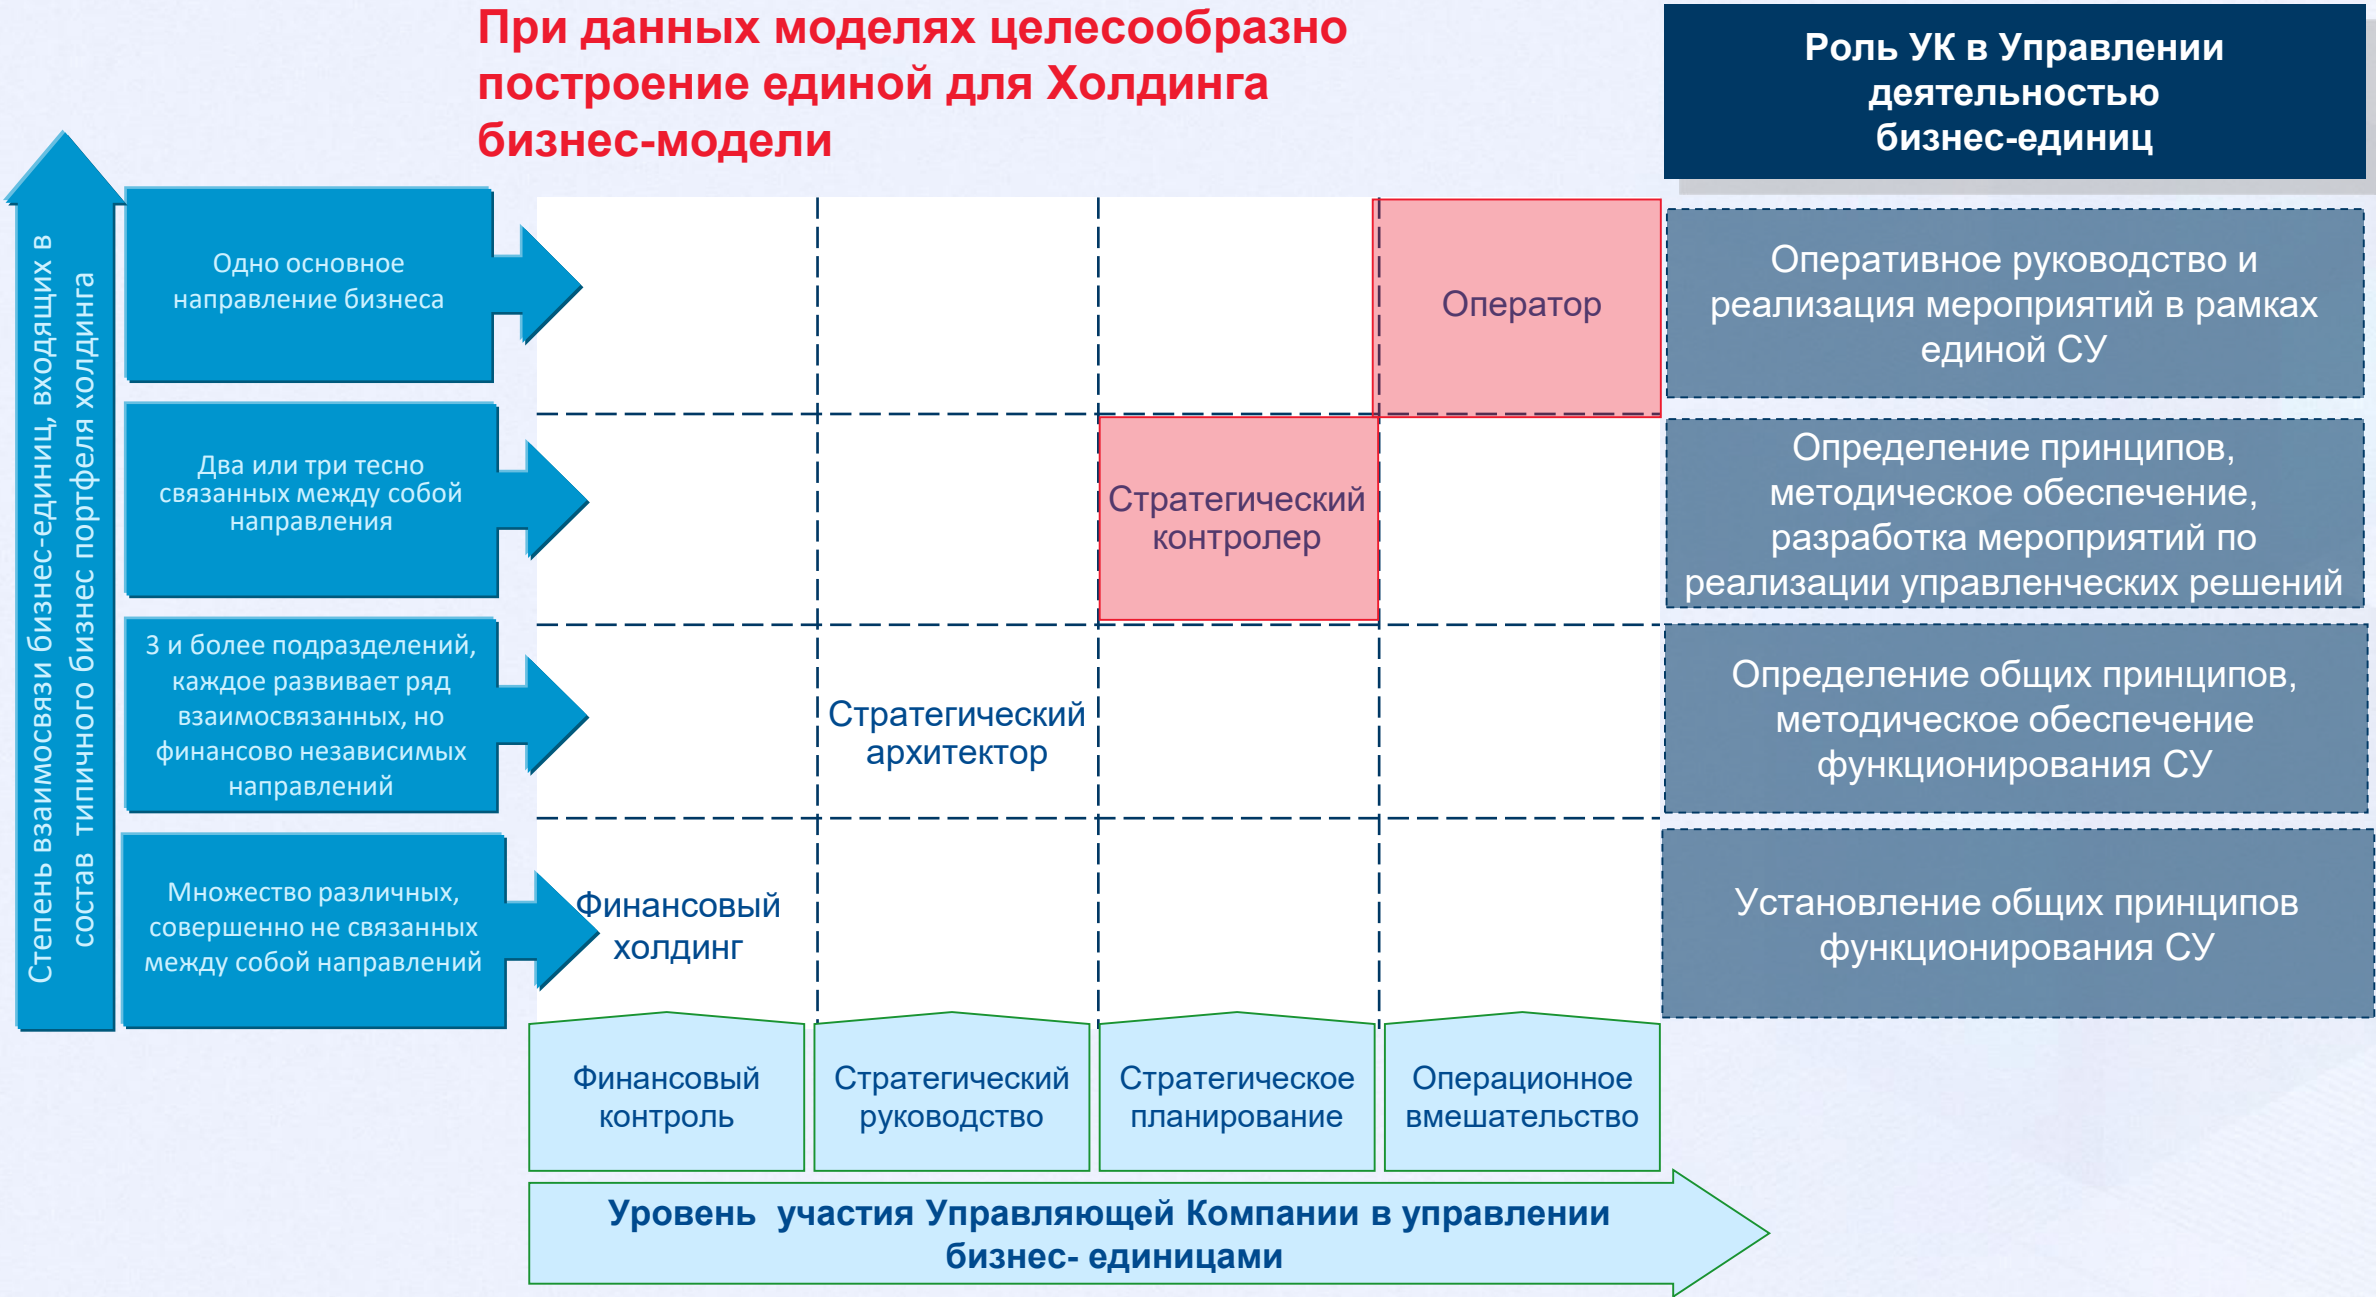 При данных моделях целесообразно
построение единой для Холдинга
бизнес-модели
Роль УК в Управлении
деятельностью
бизнес-единиц
Степень взаимосвязи бизнес-единиц, входящих в
состав типичного бизнес портфеля холдинга
Одно основное
направление бизнеса
Оператор
Оперативное руководство и
реализация мероприятий в рамках
единой СУ
Два или три тесно
связанных между собой
направления
Стратегический
контролер
Определение принципов,
методическое обеспечение,
разработка мероприятий по
реализации управленческих решений
3 и более подразделений,
каждое развивает ряд
взаимосвязанных, но
финансово независимых
направлений
Стратегический
архитектор
Определение общих принципов,
методическое обеспечение
функционирования СУ
Множество различных,
совершенно не связанных
между собой направлений
Финансовый
холдинг
Установление общих принципов
функционирования СУ
Финансовый
контроль
Стратегический
руководство
Стратегическое
планирование
Операционное
вмешательство
Уровень участия Управляющей Компании в управлении
бизнес- единицами